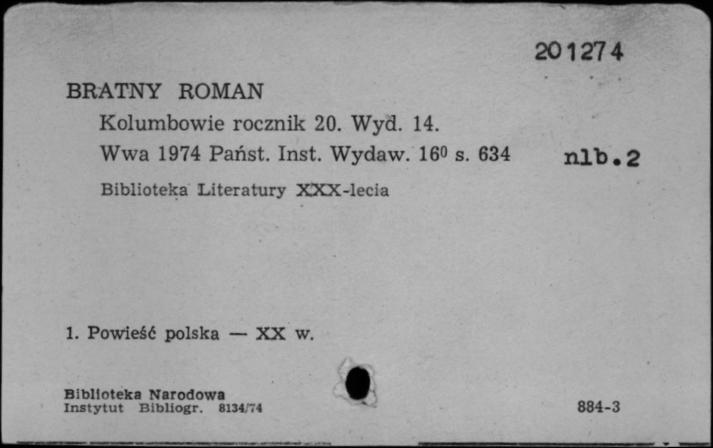 201274
BRATNY ROMAN
Kolumbowie rocznik 20. Wyd. 14.
Wwa 1974 Państ. Inst. Wydaw. 16⁰ s. 634 nlb.2
Biblioteka Literatury XXX-lecia
1. Powieść polska — XX w.
Biblioteka Narodowa
Instytut Bibliogr. 8134/74 884-3